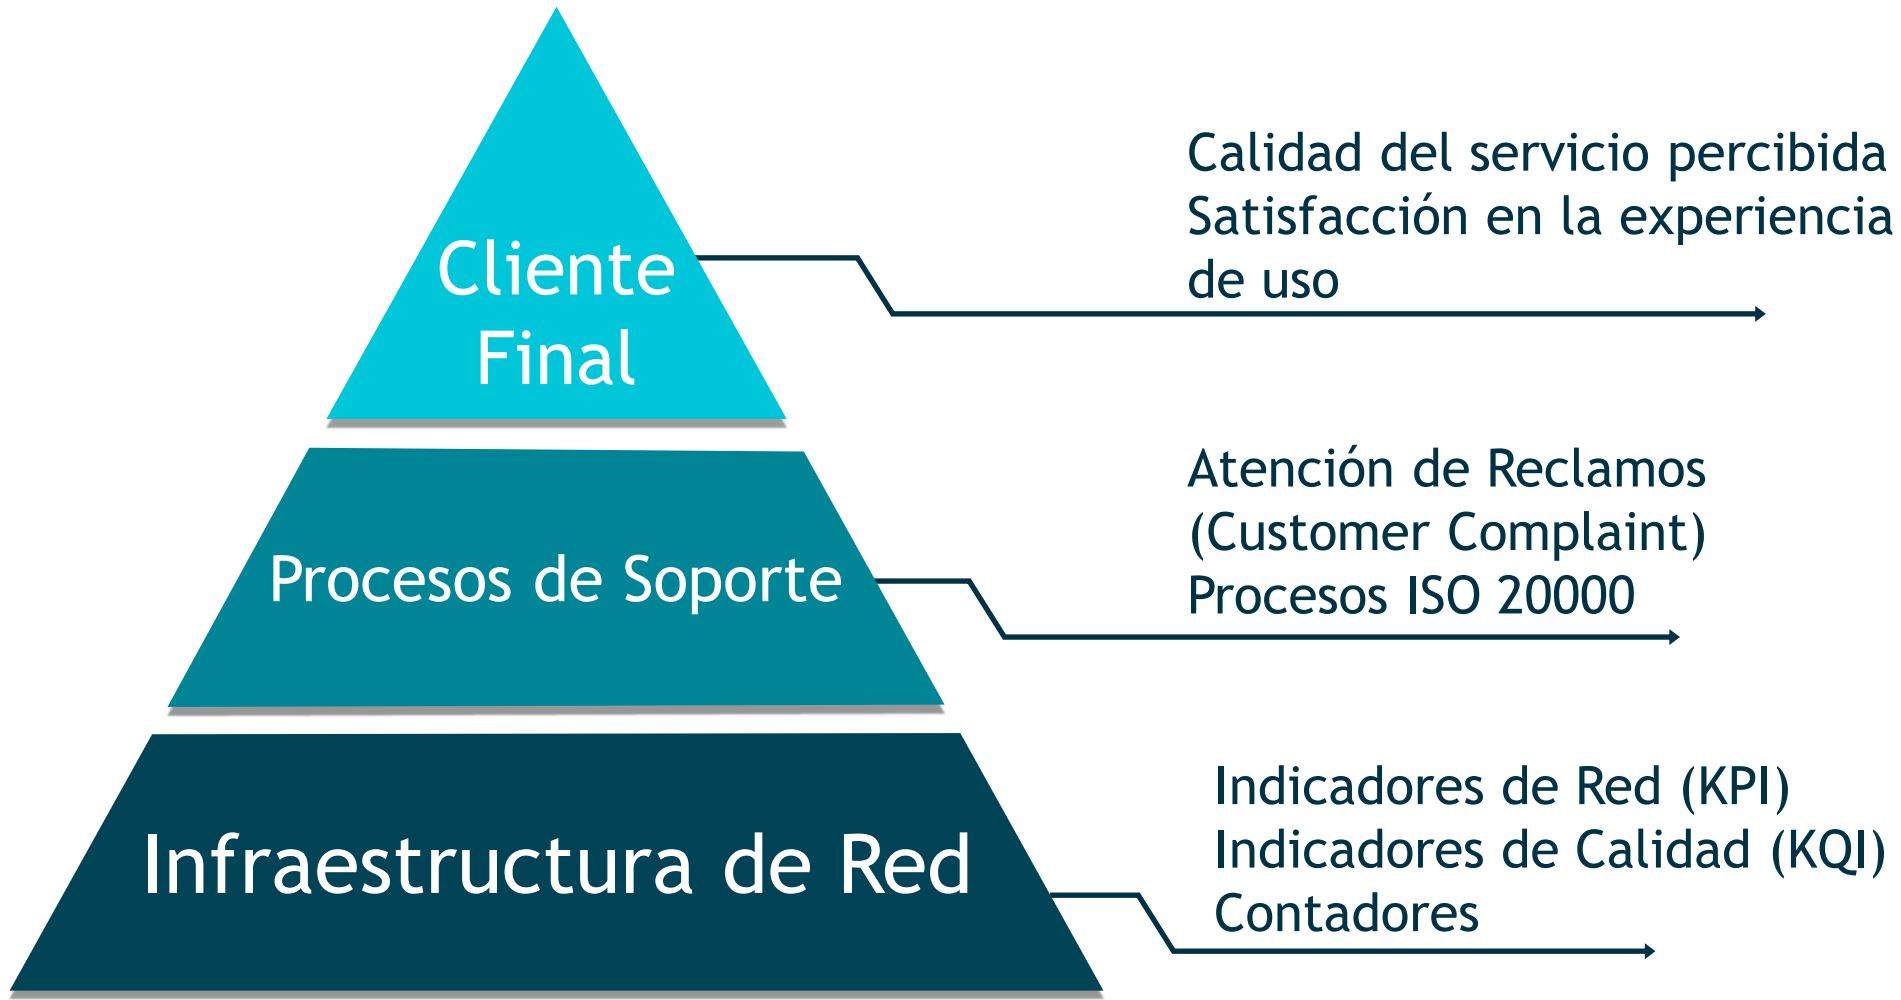 Cliente
Final
Calidad del servicio percibida
Satisfacción en la experiencia
de uso
Procesos de Soporte
Atención de Reclamos
(Customer Complaint)
Procesos ISO 20000
Infraestructura de Red
Indicadores de Red (KPI)
Indicadores de Calidad (KQI)
Contadores